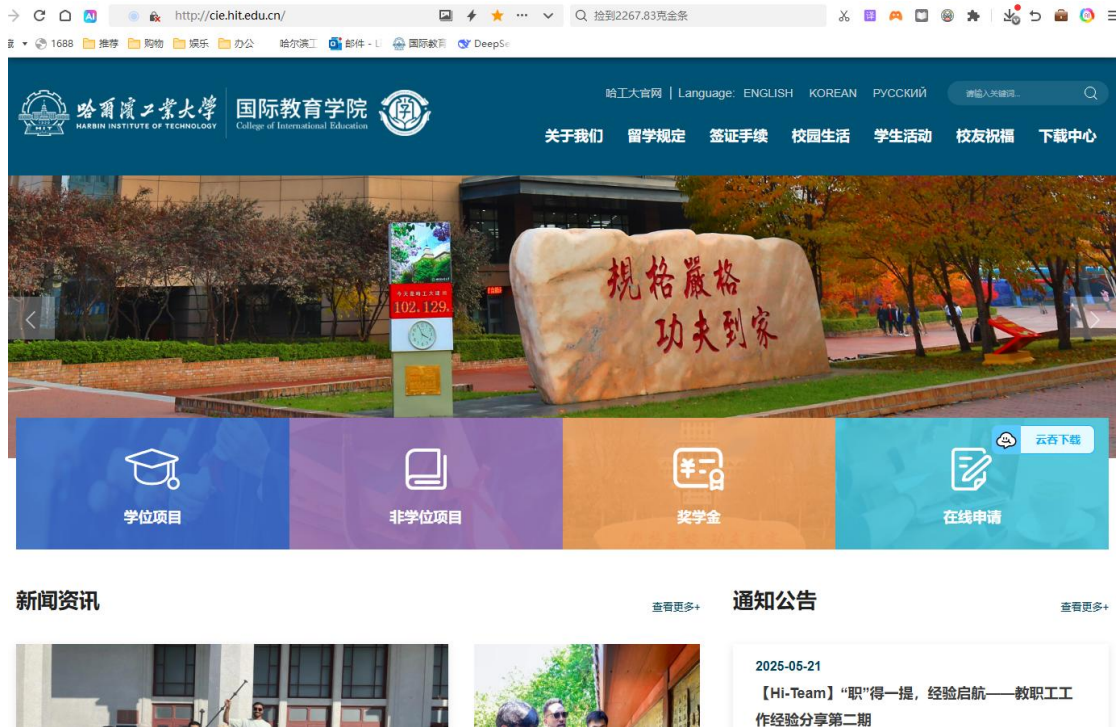 http://cie.hit.edu.cn/
捡到2267.83克金条
1688 推荐 购物 娱乐 办公 哈尔滨工 邮件 - Li 国际教育 DeepSe
哈尔滨工業大学 国际教育学院
HARBIN INSTITUTE OF TECHNOLOGY College of International Education
HIT
哈工大官网 | Language: ENGLISH KOREAN РУССКИЙ 请输入关键词...
关于我们 留学规定 签证手续 校园生活 学生活动 校友祝福 下载中心
102.129.
規格嚴格
功夫到家
云吞下载
学位项目 非学位项目 奖学金 在线申请
新闻资讯 查看更多+ 通知公告 查看更多+
2025-05-21
【Hi-Team】“职”得一提，经验启航——教职工工
作经验分享第二期